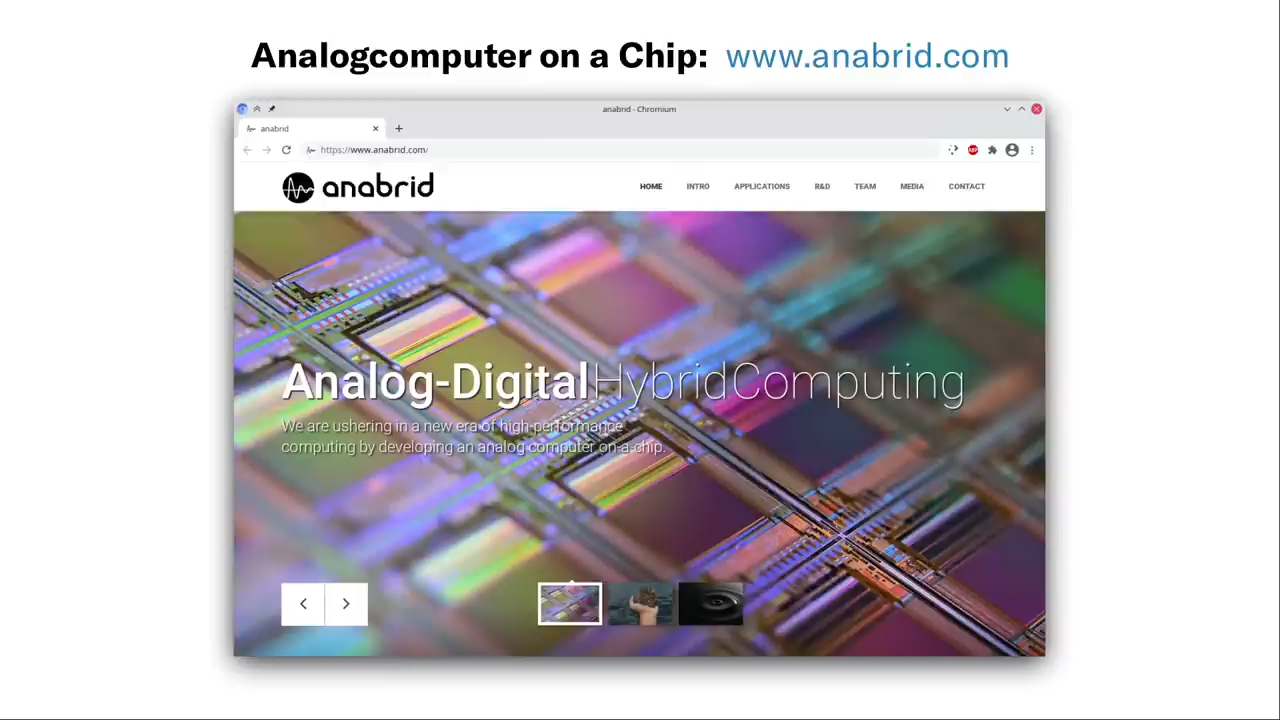 Analogcomputer on a Chip: www.anabrid.com
anabrid - Chromium
anabrid
https://www.anabrid.com/
ABP
anabrid
HOME INTRO APPLICATIONS R&D TEAM MEDIA CONTACT
Analog-DigitalHybridComputing
We are ushering in a new era of high-performance
computing by developing an analog computer on-a-chip.